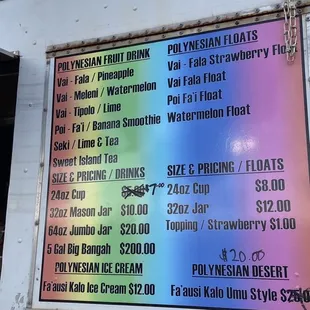 POLYNESIAN FRUIT DRINK
Vai - Fala / Pineapple
Vai - Meleni / Watermelon
Vai - Tipolo / Lime
Poi - Fa'i / Banana Smoothie
Seki / Lime & Tea
Sweet Island Tea
SIZE & PRICING / DRINKS
24oz Cup $7.00
32oz Mason Jar $10.00
64oz Jumbo Jar $20.00
5 Gal Big Bangah $200.00
POLYNESIAN ICE CREAM
Fa'ausi Kalo Ice Cream $12.00
POLYNESIAN FLOATS
Vai - Fala Strawberry Float
Vai Fala Float
Poi Fa'i Float
Watermelon Float
SIZE & PRICING / FLOATS
24oz Cup $8.00
32oz Jar $12.00
Topping / Strawberry $1.00
$20.00
POLYNESIAN DESERT
Fa'ausi Kalo Umu Style